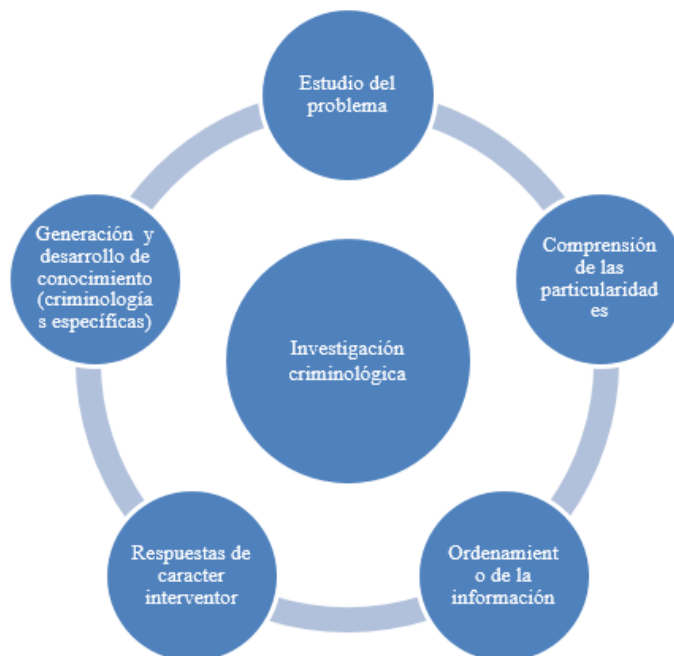 Estudio del
problema
Comprensión
de las
particularidad
es
Ordenamient
o de la
información
Respuestas de
caracter
interventor
Generación y
desarrollo de
conocimiento
(criminología
s específicas)
Investigación
criminológica